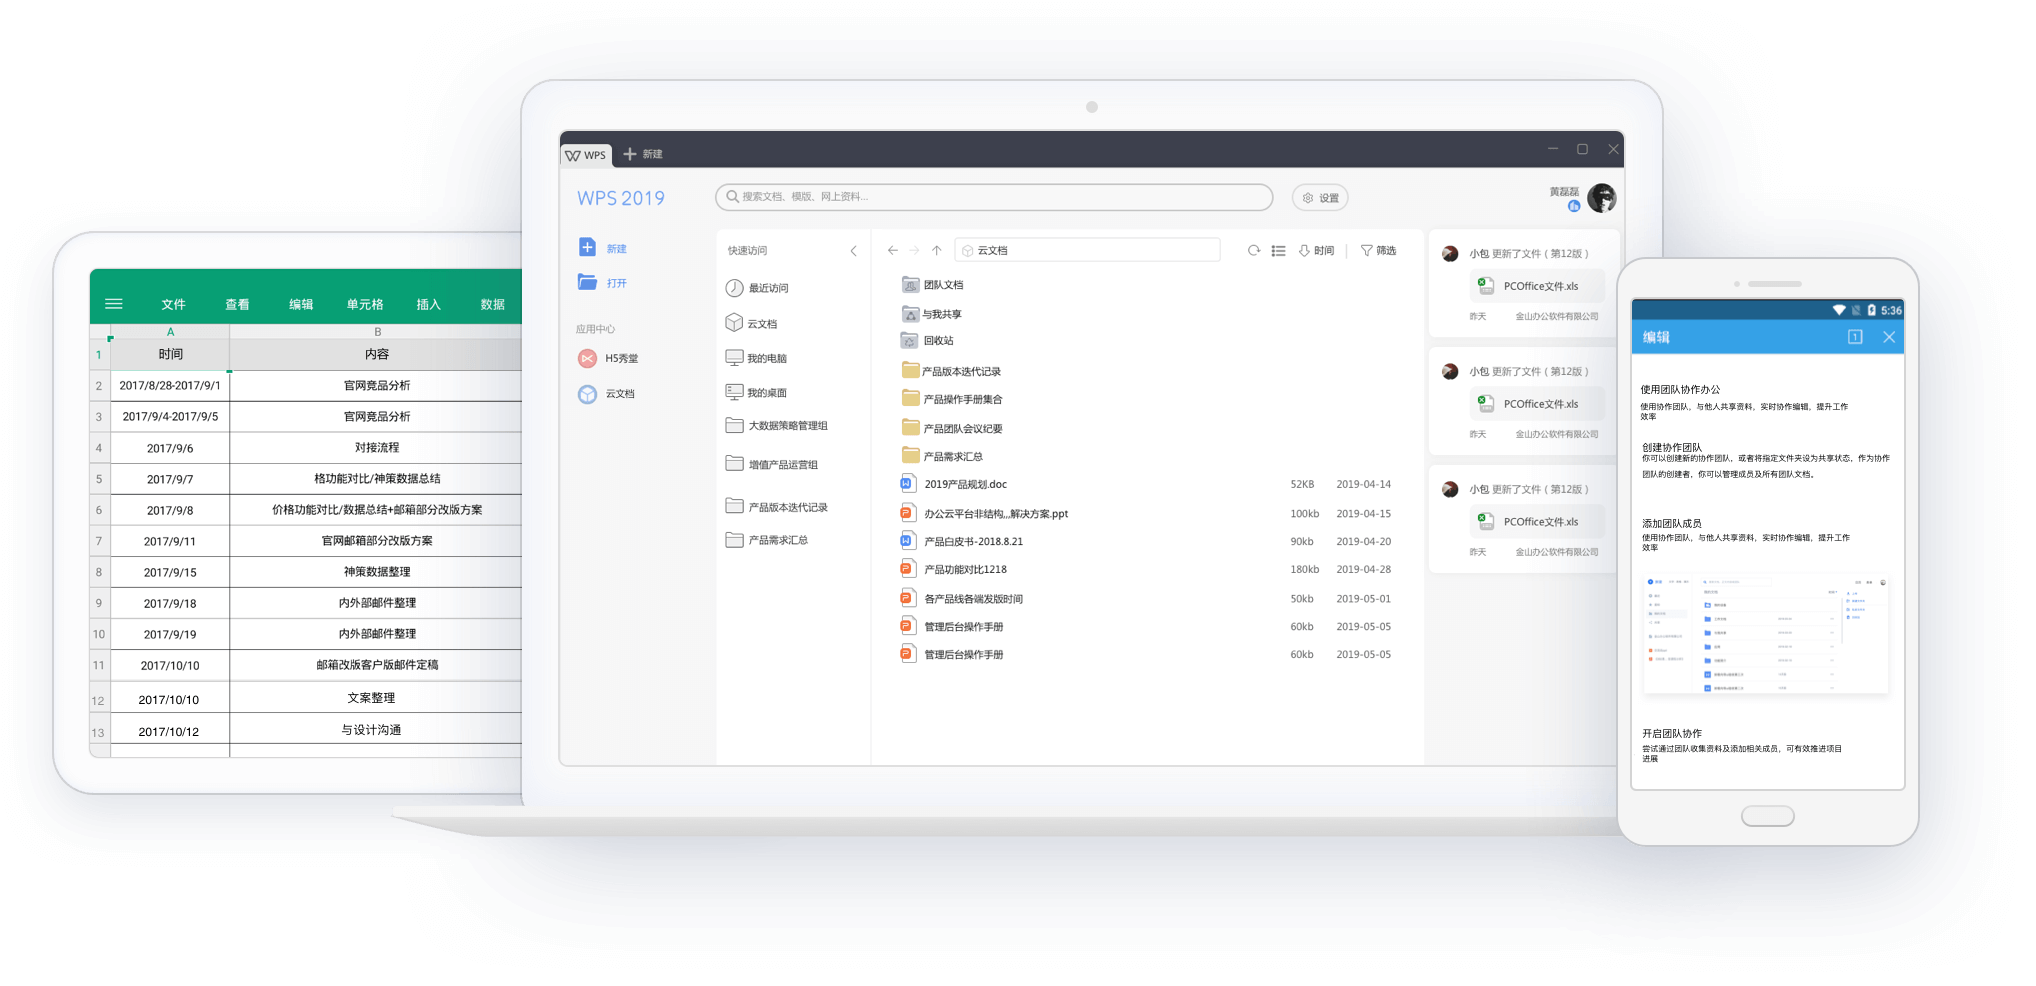 文件 查看 编辑 单元格 插入 数据
A B
1 时间 内容
2 2017/8/28-2017/9/1 官网竞品分析
3 2017/9/4-2017/9/5 官网竞品分析
4 2017/9/6 对接流程
5 2017/9/7 格功能对比/神策数据总结
6 2017/9/8 价格功能对比/数据总结+邮箱部分改版方案
7 2017/9/11 官网邮箱部分改版方案
8 2017/9/15 神策数据整理
9 2017/9/18 内外部邮件整理
10 2017/9/19 内外部邮件整理
11 2017/10/10 邮箱改版客户版邮件定稿
12 2017/10/10 文案整理
13 2017/10/12 与设计沟通
WPS 新建
WPS 2019
搜索文档、模版、网上资料...
设置
黄磊磊
新建
打开
应用中心
H5秀堂
云文档
快速访问
最近访问
云文档
我的电脑
我的桌面
大数据策略管理组
增值产品运营组
产品版本迭代记录
产品需求汇总
云文档
时间
筛选
团队文档
与我共享
回收站
产品版本迭代记录
产品操作手册集合
产品团队会议纪要
产品需求汇总
2019产品规划.doc 52KB 2019-04-14
办公云平台非结构,,,解决方案.ppt 100kb 2019-04-15
产品白皮书-2018.8.21 90kb 2019-04-20
产品功能对比1218 180kb 2019-04-28
各产品线各端发版时间 50kb 2019-05-01
管理后台操作手册 60kb 2019-05-05
管理后台操作手册 60kb 2019-05-05
小包 更新了文件（第12版）
PCOffice文件.xls
昨天 金山办公软件有限公司
小包 更新了文件（第12版）
PCOffice文件.xls
昨天 金山办公软件有限公司
小包 更新了文件（第12版）
PCOffice文件.xls
昨天 金山办公软件有限公司
5:36
编辑 1
使用团队协作办公
使用协作团队，与他人共享资料，实时协作编辑，提升工作
效率
创建协作团队
你可以创建新的协作团队，或者将指定文件夹设为共享状态，作为协作
团队的创建者，你可以管理成员及所有团队文档。
添加团队成员
使用协作团队，与他人共享资料，实时协作编辑，提升工作
效率
开启团队协作
尝试通过团队收集资料及添加相关成员，可有效推进项目
进展